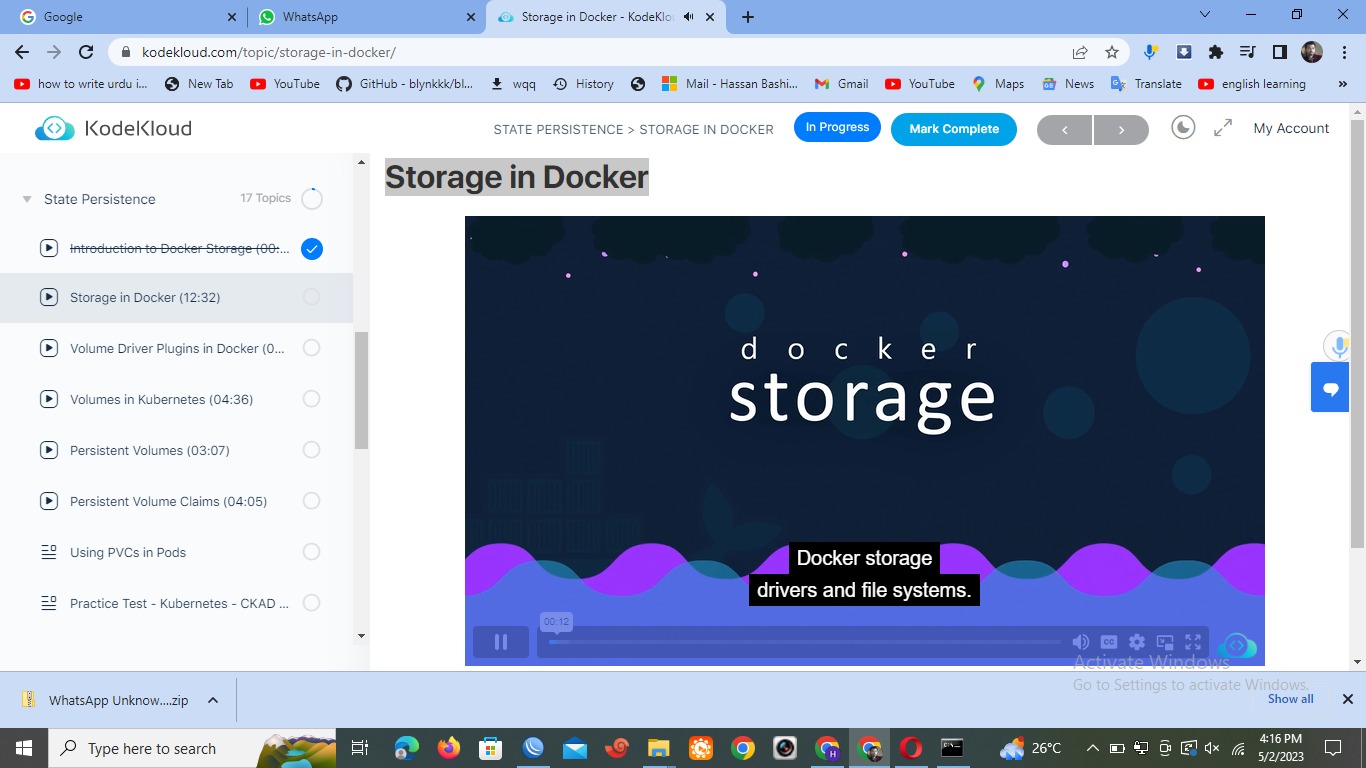 Google
WhatsApp
Storage in Docker - KodeKlo
kodekloud.com/topic/storage-in-docker/
how to write urdu i...
New Tab
YouTube
GitHub - blynkkk/bl...
wqq
History
Mail - Hassan Bashi...
Gmail
YouTube
Maps
News
Translate
english learning
»
KodeKloud
STATE PERSISTENCE > STORAGE IN DOCKER
In Progress
Mark Complete
My Account
State Persistence
17 Topics
Introduction to Docker Storage (00:...
Storage in Docker (12:32)
Volume Driver Plugins in Docker (0...
Volumes in Kubernetes (04:36)
Persistent Volumes (03:07)
Persistent Volume Claims (04:05)
Using PVCs in Pods
Practice Test - Kubernetes - CKAD ...
Storage in Docker
docker
storage
Docker storage
drivers and file systems.
00:12
CC
Activate Windows
Go to Settings to activate Windows.
WhatsApp Unknow....zip
Show all
Type here to search
26°C
4:16 PM
5/2/2023